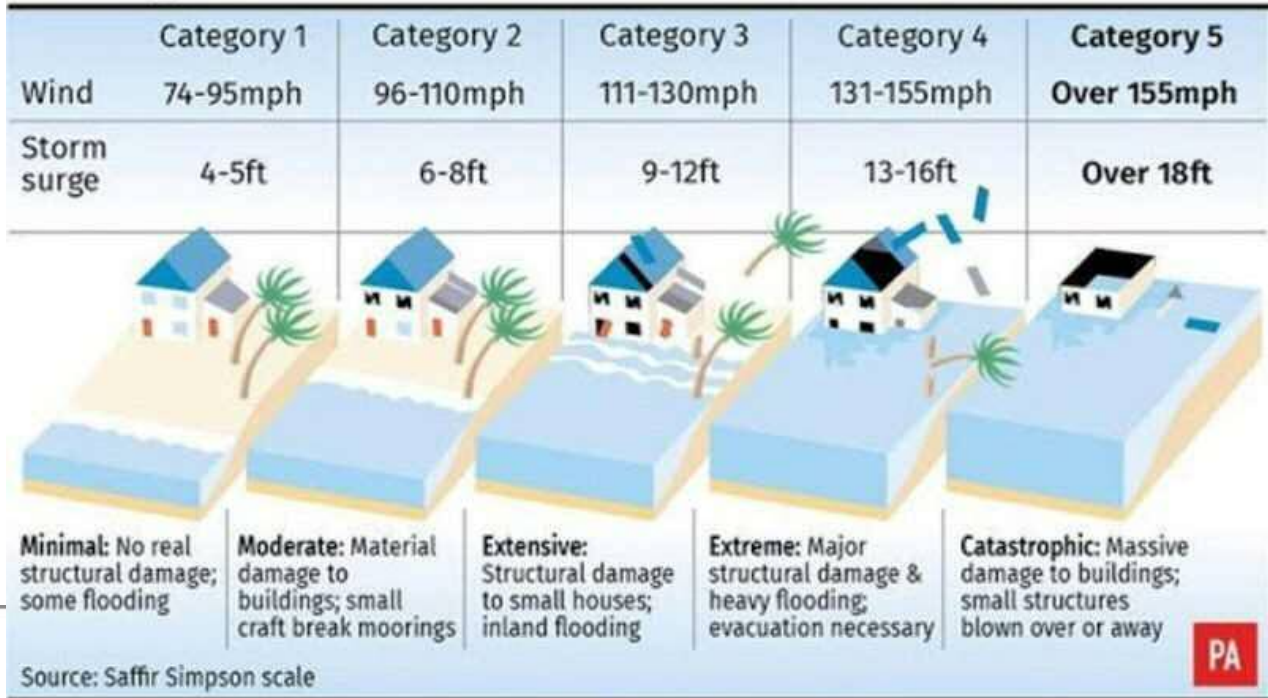 Category 1 Category 2 Category 3 Category 4 Category 5
Wind 74-95mph 96-110mph 111-130mph 131-155mph Over 155mph
Storm
surge 4-5ft 6-8ft 9-12ft 13-16ft Over 18ft
Minimal: No real
structural damage;
some flooding
Moderate: Material
damage to
buildings; small
craft break moorings
Extensive:
Structural damage
to small houses;
inland flooding
Extreme: Major
structural damage &
heavy flooding;
evacuation necessary
Catastrophic: Massive
damage to buildings;
small structures
blown over or away
Source: Saffir Simpson scale
PA